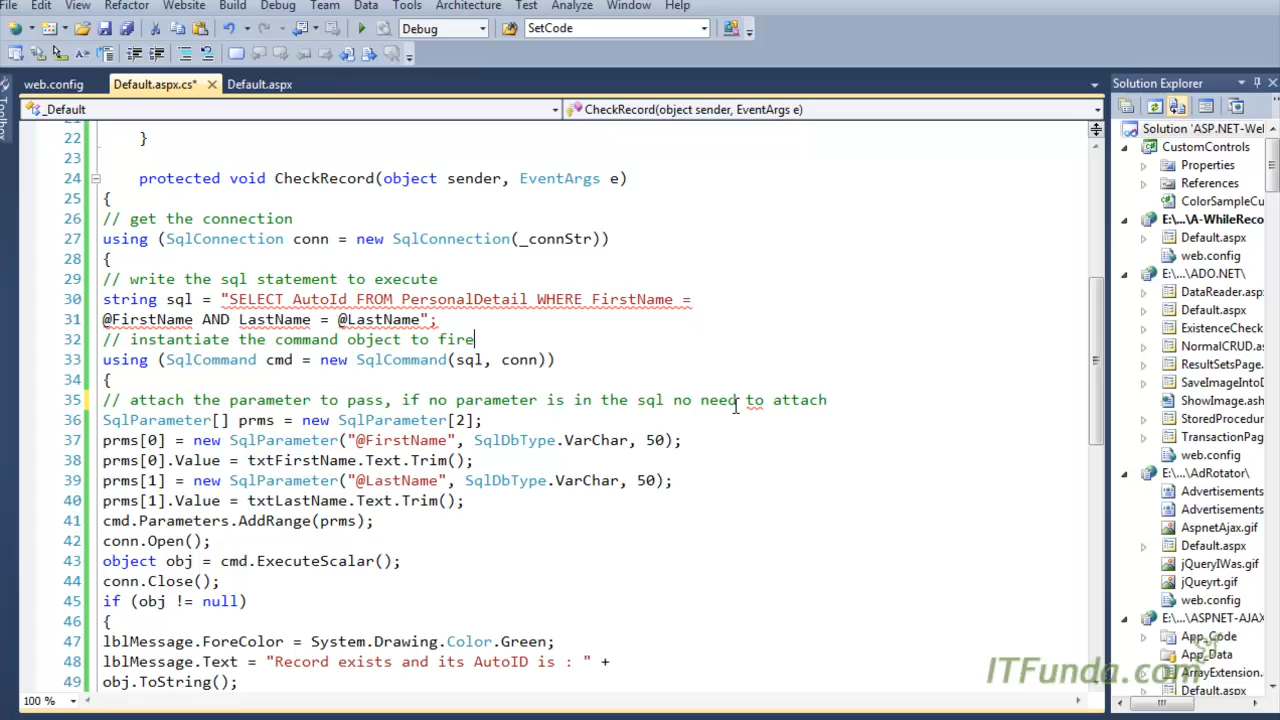 File Edit View Refactor Website Build Debug Team Data Tools Architecture Test Analyze Window Help
Debug SetCode
web.config Default.aspx.cs* Default.aspx
_Default CheckRecord(object sender, EventArgs e)
Toolbox
22 }
23
24 protected void CheckRecord(object sender, EventArgs e)
25 {
26 // get the connection
27 using (SqlConnection conn = new SqlConnection(_connStr))
28 {
29 // write the sql statement to execute
30 string sql = "SELECT AutoId FROM PersonalDetail WHERE FirstName =
31 @FirstName AND LastName = @LastName";
32 // instantiate the command object to fire
33 using (SqlCommand cmd = new SqlCommand(sql, conn))
34 {
35 // attach the parameter to pass, if no parameter is in the sql no need to attach
36 SqlParameter[] prms = new SqlParameter[2];
37 prms[0] = new SqlParameter("@FirstName", SqlDbType.VarChar, 50);
38 prms[0].Value = txtFirstName.Text.Trim();
39 prms[1] = new SqlParameter("@LastName", SqlDbType.VarChar, 50);
40 prms[1].Value = txtLastName.Text.Trim();
41 cmd.Parameters.AddRange(prms);
42 conn.Open();
43 object obj = cmd.ExecuteScalar();
44 conn.Close();
45 if (obj != null)
46 {
47 lblMessage.ForeColor = System.Drawing.Color.Green;
48 lblMessage.Text = "Record exists and its AutoID is : " +
49 obj.ToString();
100 %
Solution Explorer
Solution 'ASP.NET-Wel
CustomControls
Properties
References
ColorSampleCu
E:\...\A-WhileReco
Default.aspx
web.config
E:\...\ADO.NET\
DataReader.asp
Default.aspx
ExistenceCheck
NormalCRUD.as
ResultSetsPage.
SaveImageIntoD
ShowImage.ash
StoredProcedure
TransactionPag
web.config
E:\...\AdRotator\
Advertisements
Advertisements
AspnetAjax.gif
Default.aspx
jQueryIWas.gif
jQueyrt.gif
web.config
E:\...\ASPNET-AJAX
App_Code
App_Data
ArrayExtension.
Default.aspx
ITFunda.com